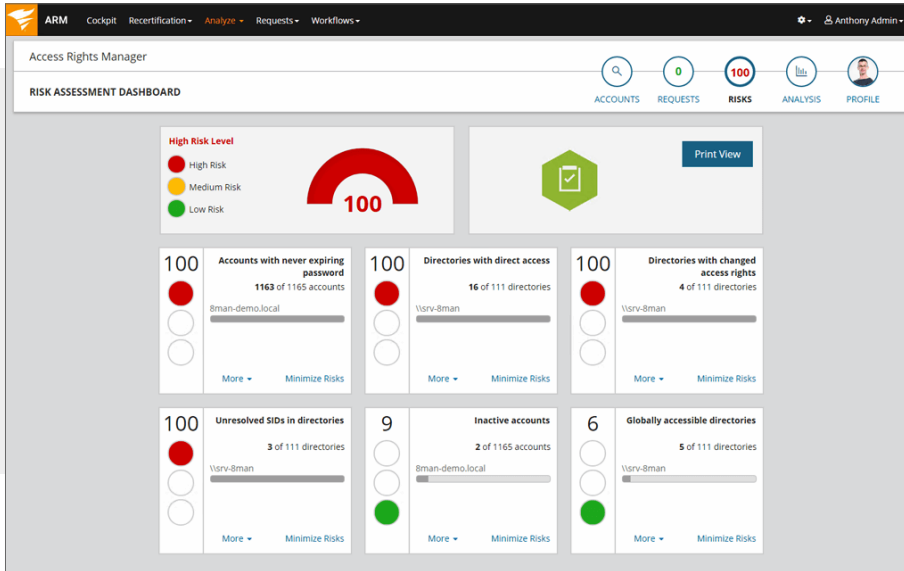 ARM Cockpit Recertification Analyze Requests Workflows Anthony Admin
Access Rights Manager
RISK ASSESSMENT DASHBOARD
0
100
ACCOUNTS REQUESTS RISKS ANALYSIS PROFILE
High Risk Level
High Risk
Medium Risk
Low Risk
100
Print View
100
Accounts with never expiring
password
1163 of 1165 accounts
8man-demo.local
More Minimize Risks
100
Directories with direct access
16 of 111 directories
\\srv-8man
More Minimize Risks
100
Directories with changed
access rights
4 of 111 directories
\\srv-8man
More Minimize Risks
100
Unresolved SIDs in directories
3 of 111 directories
\\srv-8man
More Minimize Risks
9
Inactive accounts
2 of 1165 accounts
8man-demo.local
More Minimize Risks
6
Globally accessible directories
5 of 111 directories
\\srv-8man
More Minimize Risks